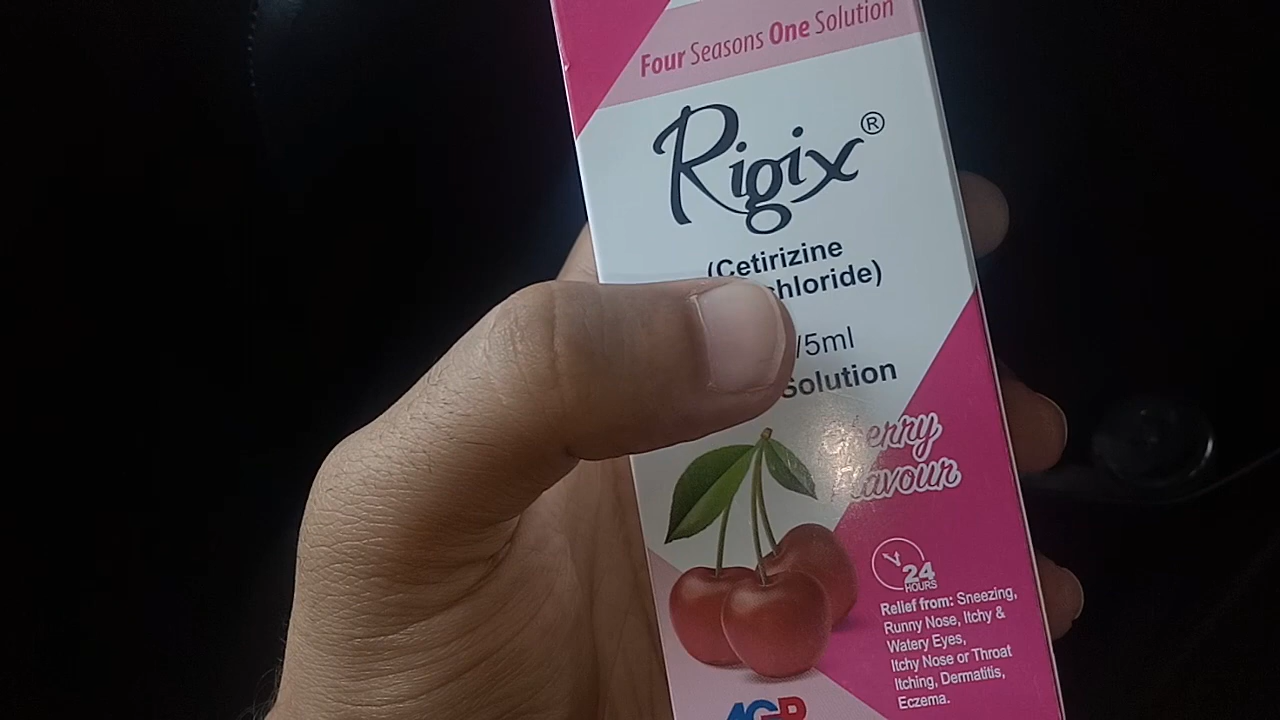 Four Seasons One Solution
Rigix®
(Cetirizine
chloride)
/5ml
Solution
24
HOURS
Relief from: Sneezing,
Runny Nose, Itchy &
Watery Eyes,
Itchy Nose or Throat
Itching, Dermatitis,
Eczema.
AGP